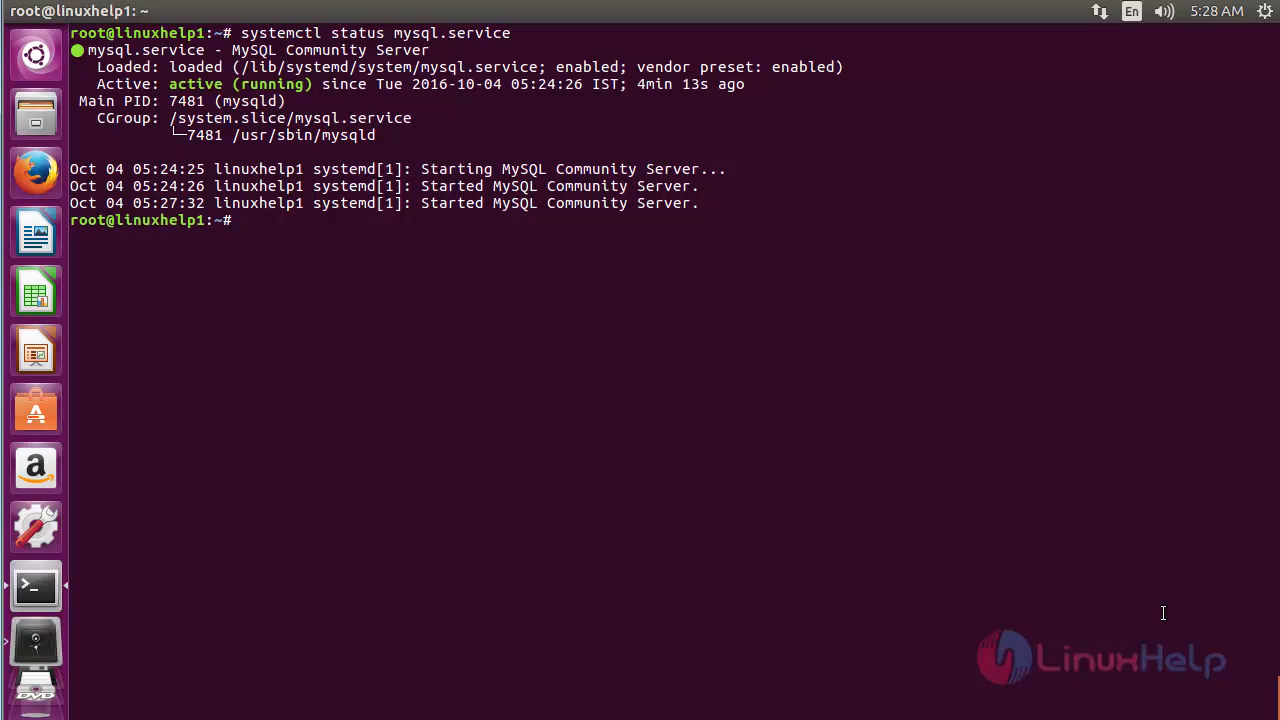 root@linuxhelp1: ~
En
5:28 AM
root@linuxhelp1:~# systemctl status mysql.service
● mysql.service - MySQL Community Server
   Loaded: loaded (/lib/systemd/system/mysql.service; enabled; vendor preset: enabled)
   Active: active (running) since Tue 2016-10-04 05:24:26 IST; 4min 13s ago
 Main PID: 7481 (mysqld)
   CGroup: /system.slice/mysql.service
           └─7481 /usr/sbin/mysqld
Oct 04 05:24:25 linuxhelp1 systemd[1]: Starting MySQL Community Server...
Oct 04 05:24:26 linuxhelp1 systemd[1]: Started MySQL Community Server.
Oct 04 05:27:32 linuxhelp1 systemd[1]: Started MySQL Community Server.
root@linuxhelp1:~#
DVD
LinuxHelp